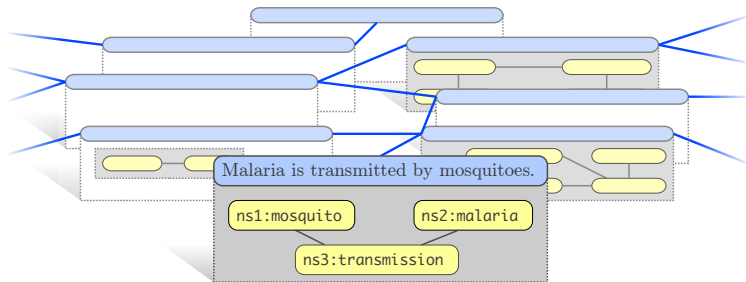 Malaria is transmitted by mosquitoes.
ns1:mosquito ns2:malaria
ns3:transmission